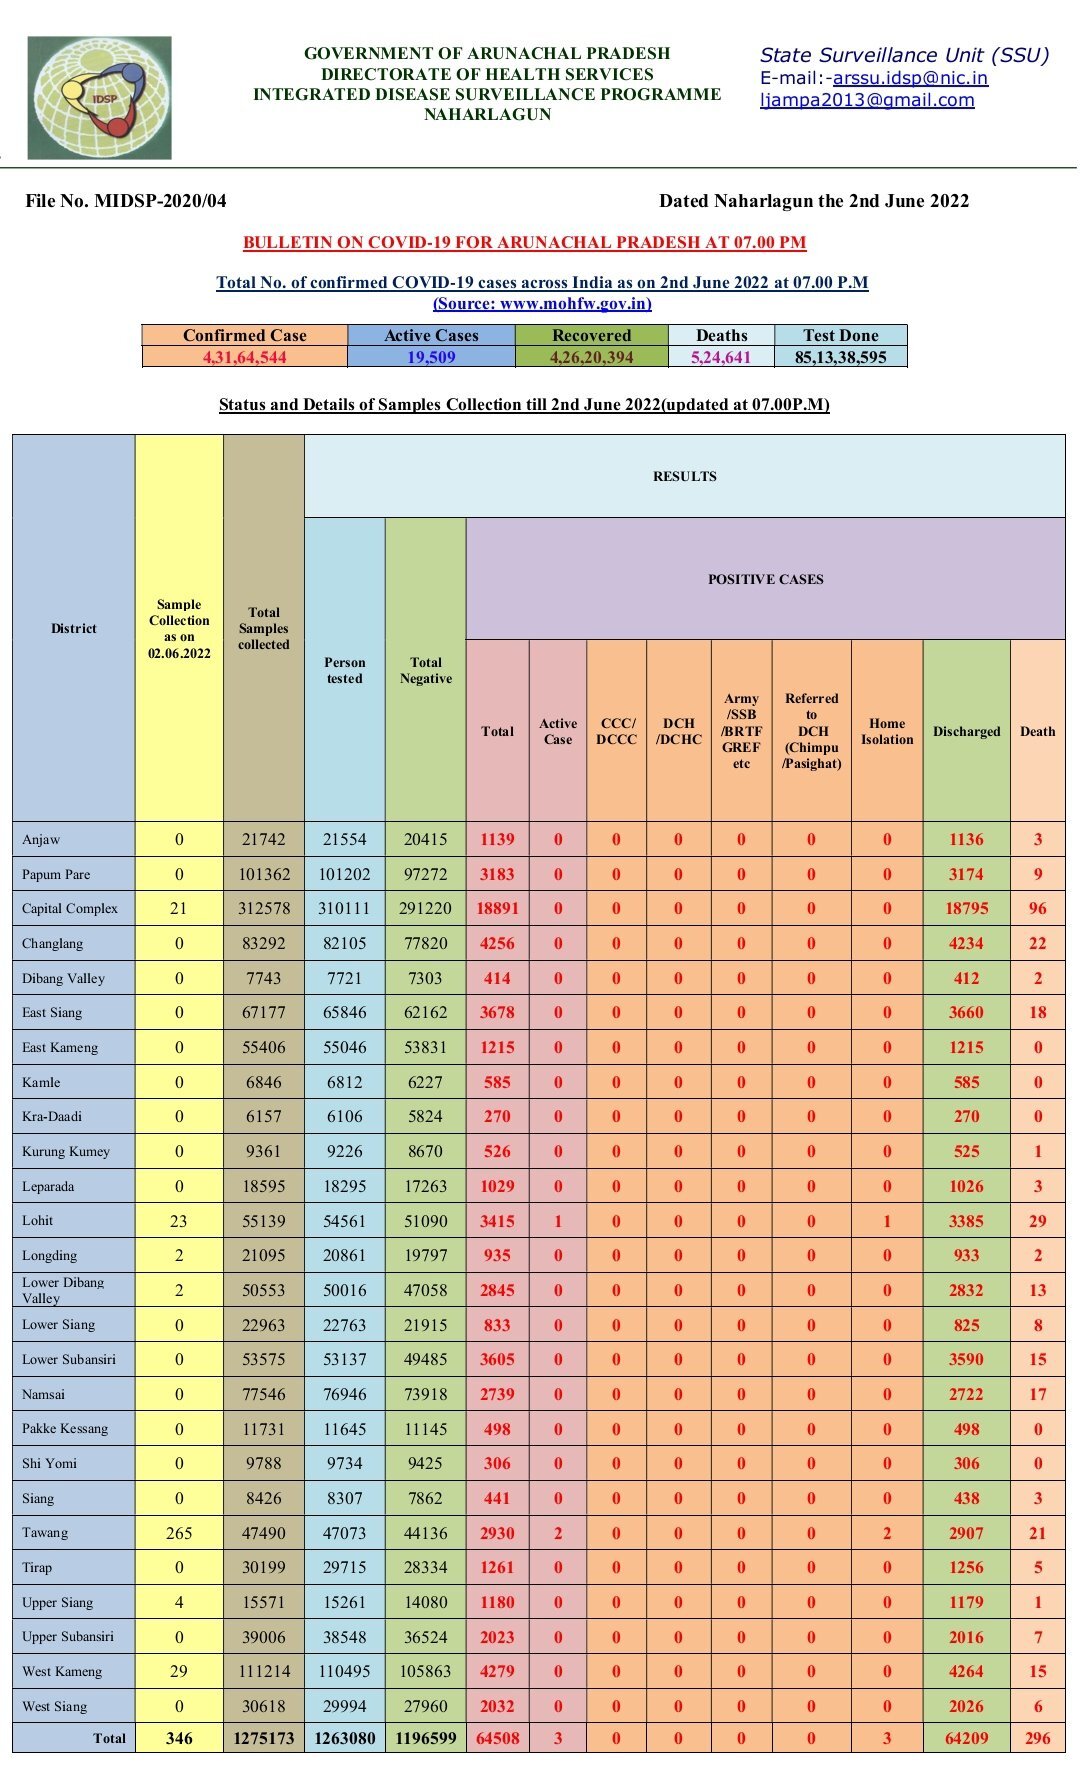 IDSP
GOVERNMENT OF ARUNACHAL PRADESH
DIRECTORATE OF HEALTH SERVICES
INTEGRATED DISEASE SURVEILLANCE PROGRAMME
NAHARLAGUN
State Surveillance Unit (SSU)
E-mail:-arssu.idsp@nic.in
ljampa2013@gmail.com
File No. MIDSP-2020/04 Dated Naharlagun the 2nd June 2022
BULLETIN ON COVID-19 FOR ARUNACHAL PRADESH AT 07.00 PM
Total No. of confirmed COVID-19 cases across India as on 2nd June 2022 at 07.00 P.M
(Source: www.mohfw.gov.in)
Confirmed Case Active Cases Recovered Deaths Test Done
4,31,64,544 19,509 4,26,20,394 5,24,641 85,13,38,595
Status and Details of Samples Collection till 2nd June 2022(updated at 07.00P.M)
District
Sample
Collection
as on
02.06.2022
Total
Samples
collected
RESULTS
Person
tested
Total
Negative
POSITIVE CASES
Total
Active
Case
CCC/
DCCC
DCH
/DCHC
Army
/SSB
/BRTF
GREF
etc
Referred
to
DCH
(Chimpu
/Pasighat)
Home
Isolation
Discharged
Death
Anjaw 0 21742 21554 20415 1139 0 0 0 0 0 0 1136 3
Papum Pare 0 101362 101202 97272 3183 0 0 0 0 0 0 3174 9
Capital Complex 21 312578 310111 291220 18891 0 0 0 0 0 0 18795 96
Changlang 0 83292 82105 77820 4256 0 0 0 0 0 0 4234 22
Dibang Valley 0 7743 7721 7303 414 0 0 0 0 0 0 412 2
East Siang 0 67177 65846 62162 3678 0 0 0 0 0 0 3660 18
East Kameng 0 55406 55046 53831 1215 0 0 0 0 0 0 1215 0
Kamle 0 6846 6812 6227 585 0 0 0 0 0 0 585 0
Kra-Daadi 0 6157 6106 5824 270 0 0 0 0 0 0 270 0
Kurung Kumey 0 9361 9226 8670 526 0 0 0 0 0 0 525 1
Leparada 0 18595 18295 17263 1029 0 0 0 0 0 0 1026 3
Lohit 23 55139 54561 51090 3415 1 0 0 0 0 1 3385 29
Longding 2 21095 20861 19797 935 0 0 0 0 0 0 933 2
Lower Dibang
Valley 2 50553 50016 47058 2845 0 0 0 0 0 0 2832 13
Lower Siang 0 22963 22763 21915 833 0 0 0 0 0 0 825 8
Lower Subansiri 0 53575 53137 49485 3605 0 0 0 0 0 0 3590 15
Namsai 0 77546 76946 73918 2739 0 0 0 0 0 0 2722 17
Pakke Kessang 0 11731 11645 11145 498 0 0 0 0 0 0 498 0
Shi Yomi 0 9788 9734 9425 306 0 0 0 0 0 0 306 0
Siang 0 8426 8307 7862 441 0 0 0 0 0 0 438 3
Tawang 265 47490 47073 44136 2930 2 0 0 0 0 2 2907 21
Tirap 0 30199 29715 28334 1261 0 0 0 0 0 0 1256 5
Upper Siang 4 15571 15261 14080 1180 0 0 0 0 0 0 1179 1
Upper Subansiri 0 39006 38548 36524 2023 0 0 0 0 0 0 2016 7
West Kameng 29 111214 110495 105863 4279 0 0 0 0 0 0 4264 15
West Siang 0 30618 29994 27960 2032 0 0 0 0 0 0 2026 6
Total 346 1275173 1263080 1196599 64508 3 0 0 0 0 3 64209 296